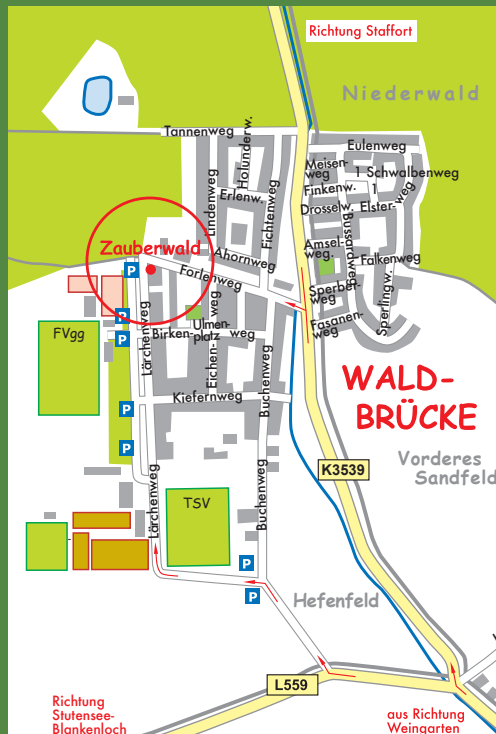 Richtung Staffort
Niederwald
Tannenweg
Eulenweg
Holunderw.
Meisen-
weg
1 Schwalbenweg
Finkenw. 1
Lindenweg
Erlenw.
Fichtenweg
Drosselw.
Elster-
weg
Bussardweg
Zauberwald
Amsel-
weg.
Falkenweg
Ahornweg
Forlenweg
P
Sperber-
weg
Sperlingw.
FVgg
P
P
Lärchenweg
Birken-
weg
Ulmen-
platz
Eichen-
weg
Fasanen-
weg
Buchenweg
WALD-
BRÜCKE
Kiefernweg
P
P
K3539
Vorderes
Sandfeld
Lärchenweg
TSV
Buchenweg
P
P
Hefenfeld
L559
Richtung
Stutensee-
Blankenloch
aus Richtung
Weingarten